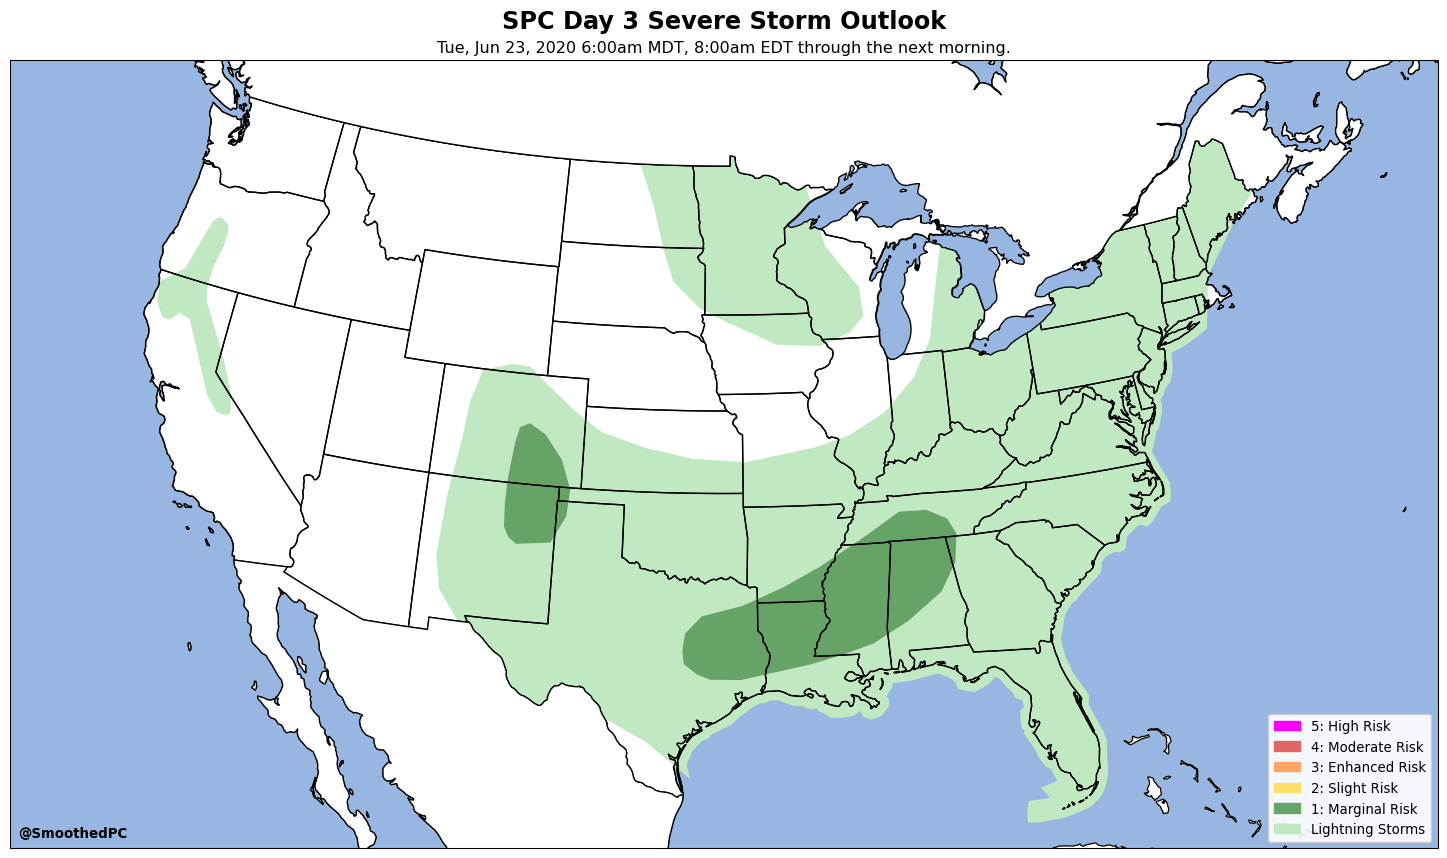 SPC Day 3 Severe Storm Outlook
Tue, Jun 23, 2020 6:00am MDT, 8:00am EDT through the next morning.
5: High Risk
4: Moderate Risk
3: Enhanced Risk
2: Slight Risk
1: Marginal Risk
Lightning Storms
@SmoothedPC